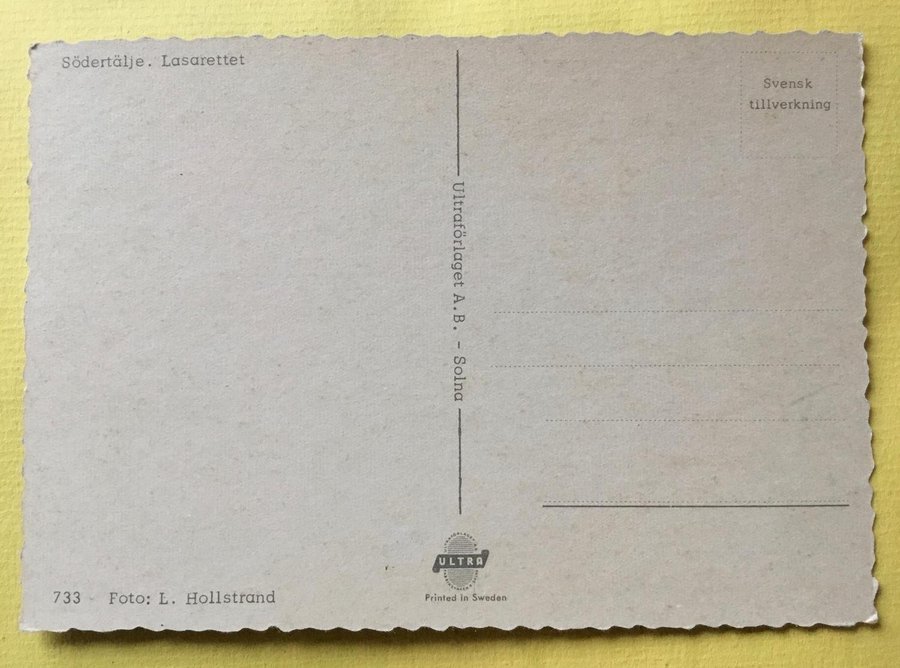 Södertälje. Lasarettet
Svensk
tillverkning
Ultraförlaget A.B. - Solna
ULTRA
Printed in Sweden
733 Foto: L. Hollstrand